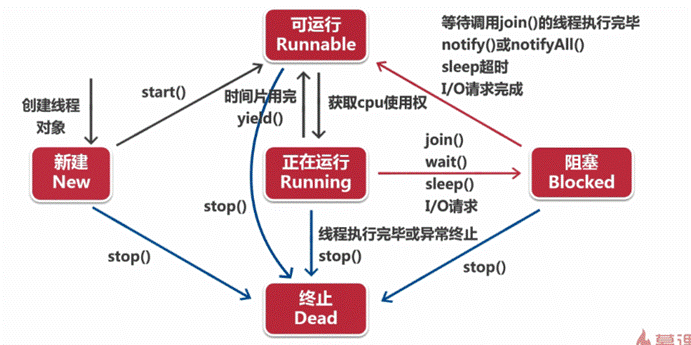 可运行
Runnable
等待调用join()的线程执行完毕
notify()或notifyAll()
sleep超时
I/O请求完成
创建线程
对象
start()
时间片用完
yield()
获取cpu使用权
新建
New
正在运行
Running
join()
wait()
sleep()
I/O请求
阻塞
Blocked
stop()
线程执行完毕或异常终止
stop()
stop()
stop()
终止
Dead